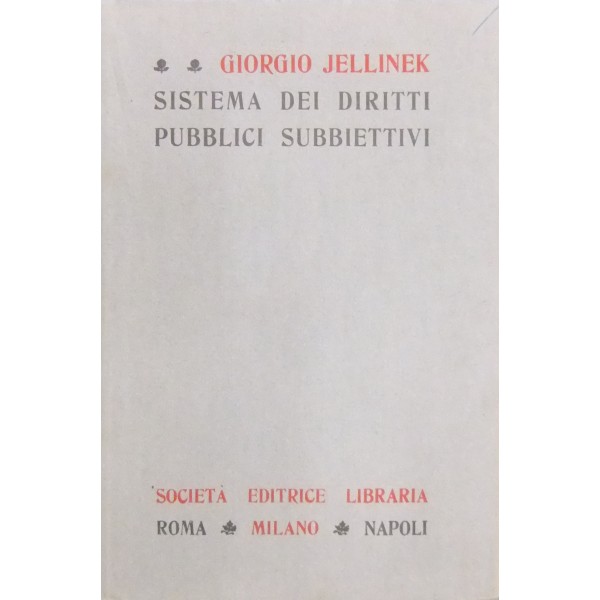 GIORGIO JELLINEK
SISTEMA DEI DIRITTI
PUBBLICI SUBBIETTIVI
SOCIETÀ EDITRICE LIBRARIA
ROMA MILANO NAPOLI